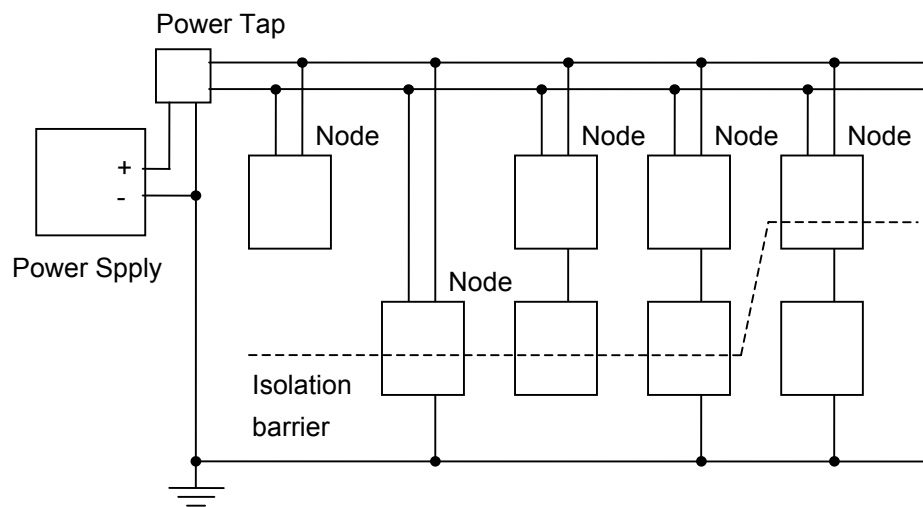 Power Tap
+
-
Power Spply
Node
Node
Node
Node
Node
Isolation
barrier